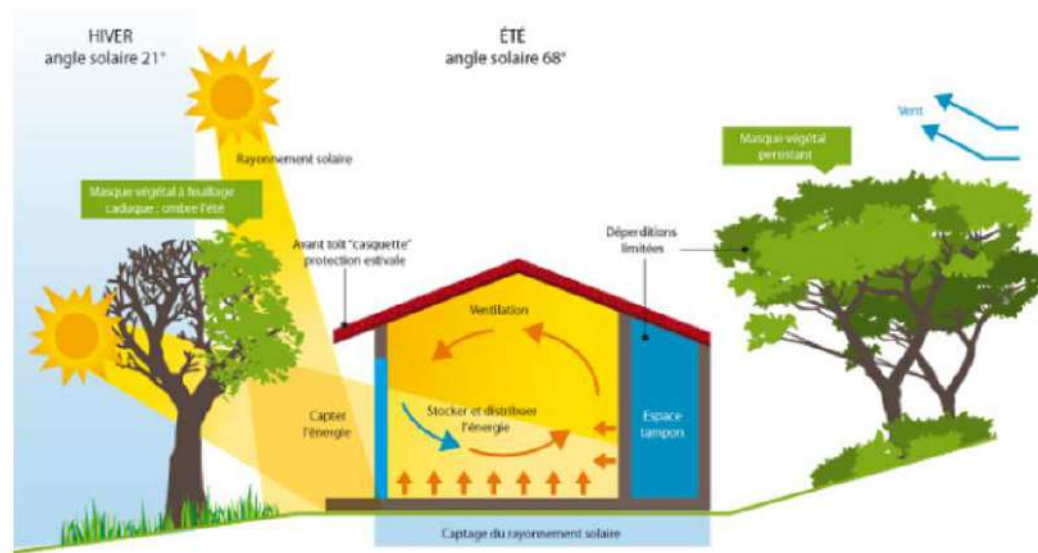 HIVER
angle solaire 21°
ÉTÉ
angle solaire 68°
Vent
Masque végétal
persistant
Rayonnement solaire
Masque végétal à feuillage
caduque : ombre l'été
Avant toit "casquette"
protection estivale
Déperditions
limitées
Ventilation
Capter
l'énergie
Stocker et distribuer
l'énergie
Espace
tampon
Captage du rayonnement solaire